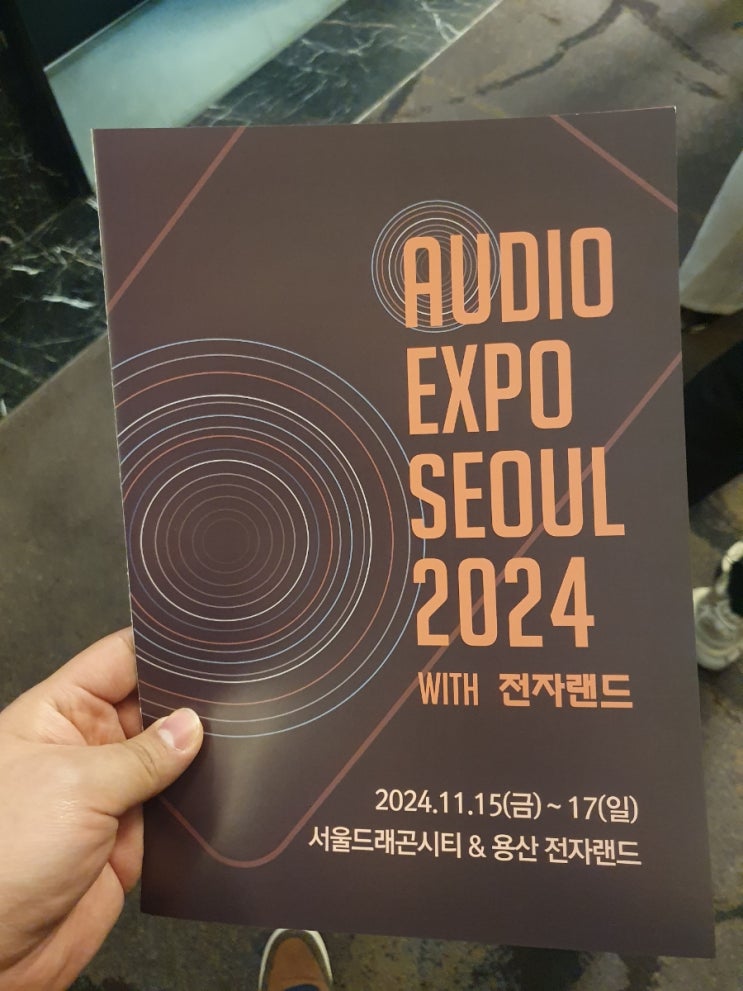 AUDIO
EXPO
SEOUL
2024
WITH 전자랜드
2024.11.15(금) ~ 17(일)
서울드래곤시티 & 용산 전자랜드